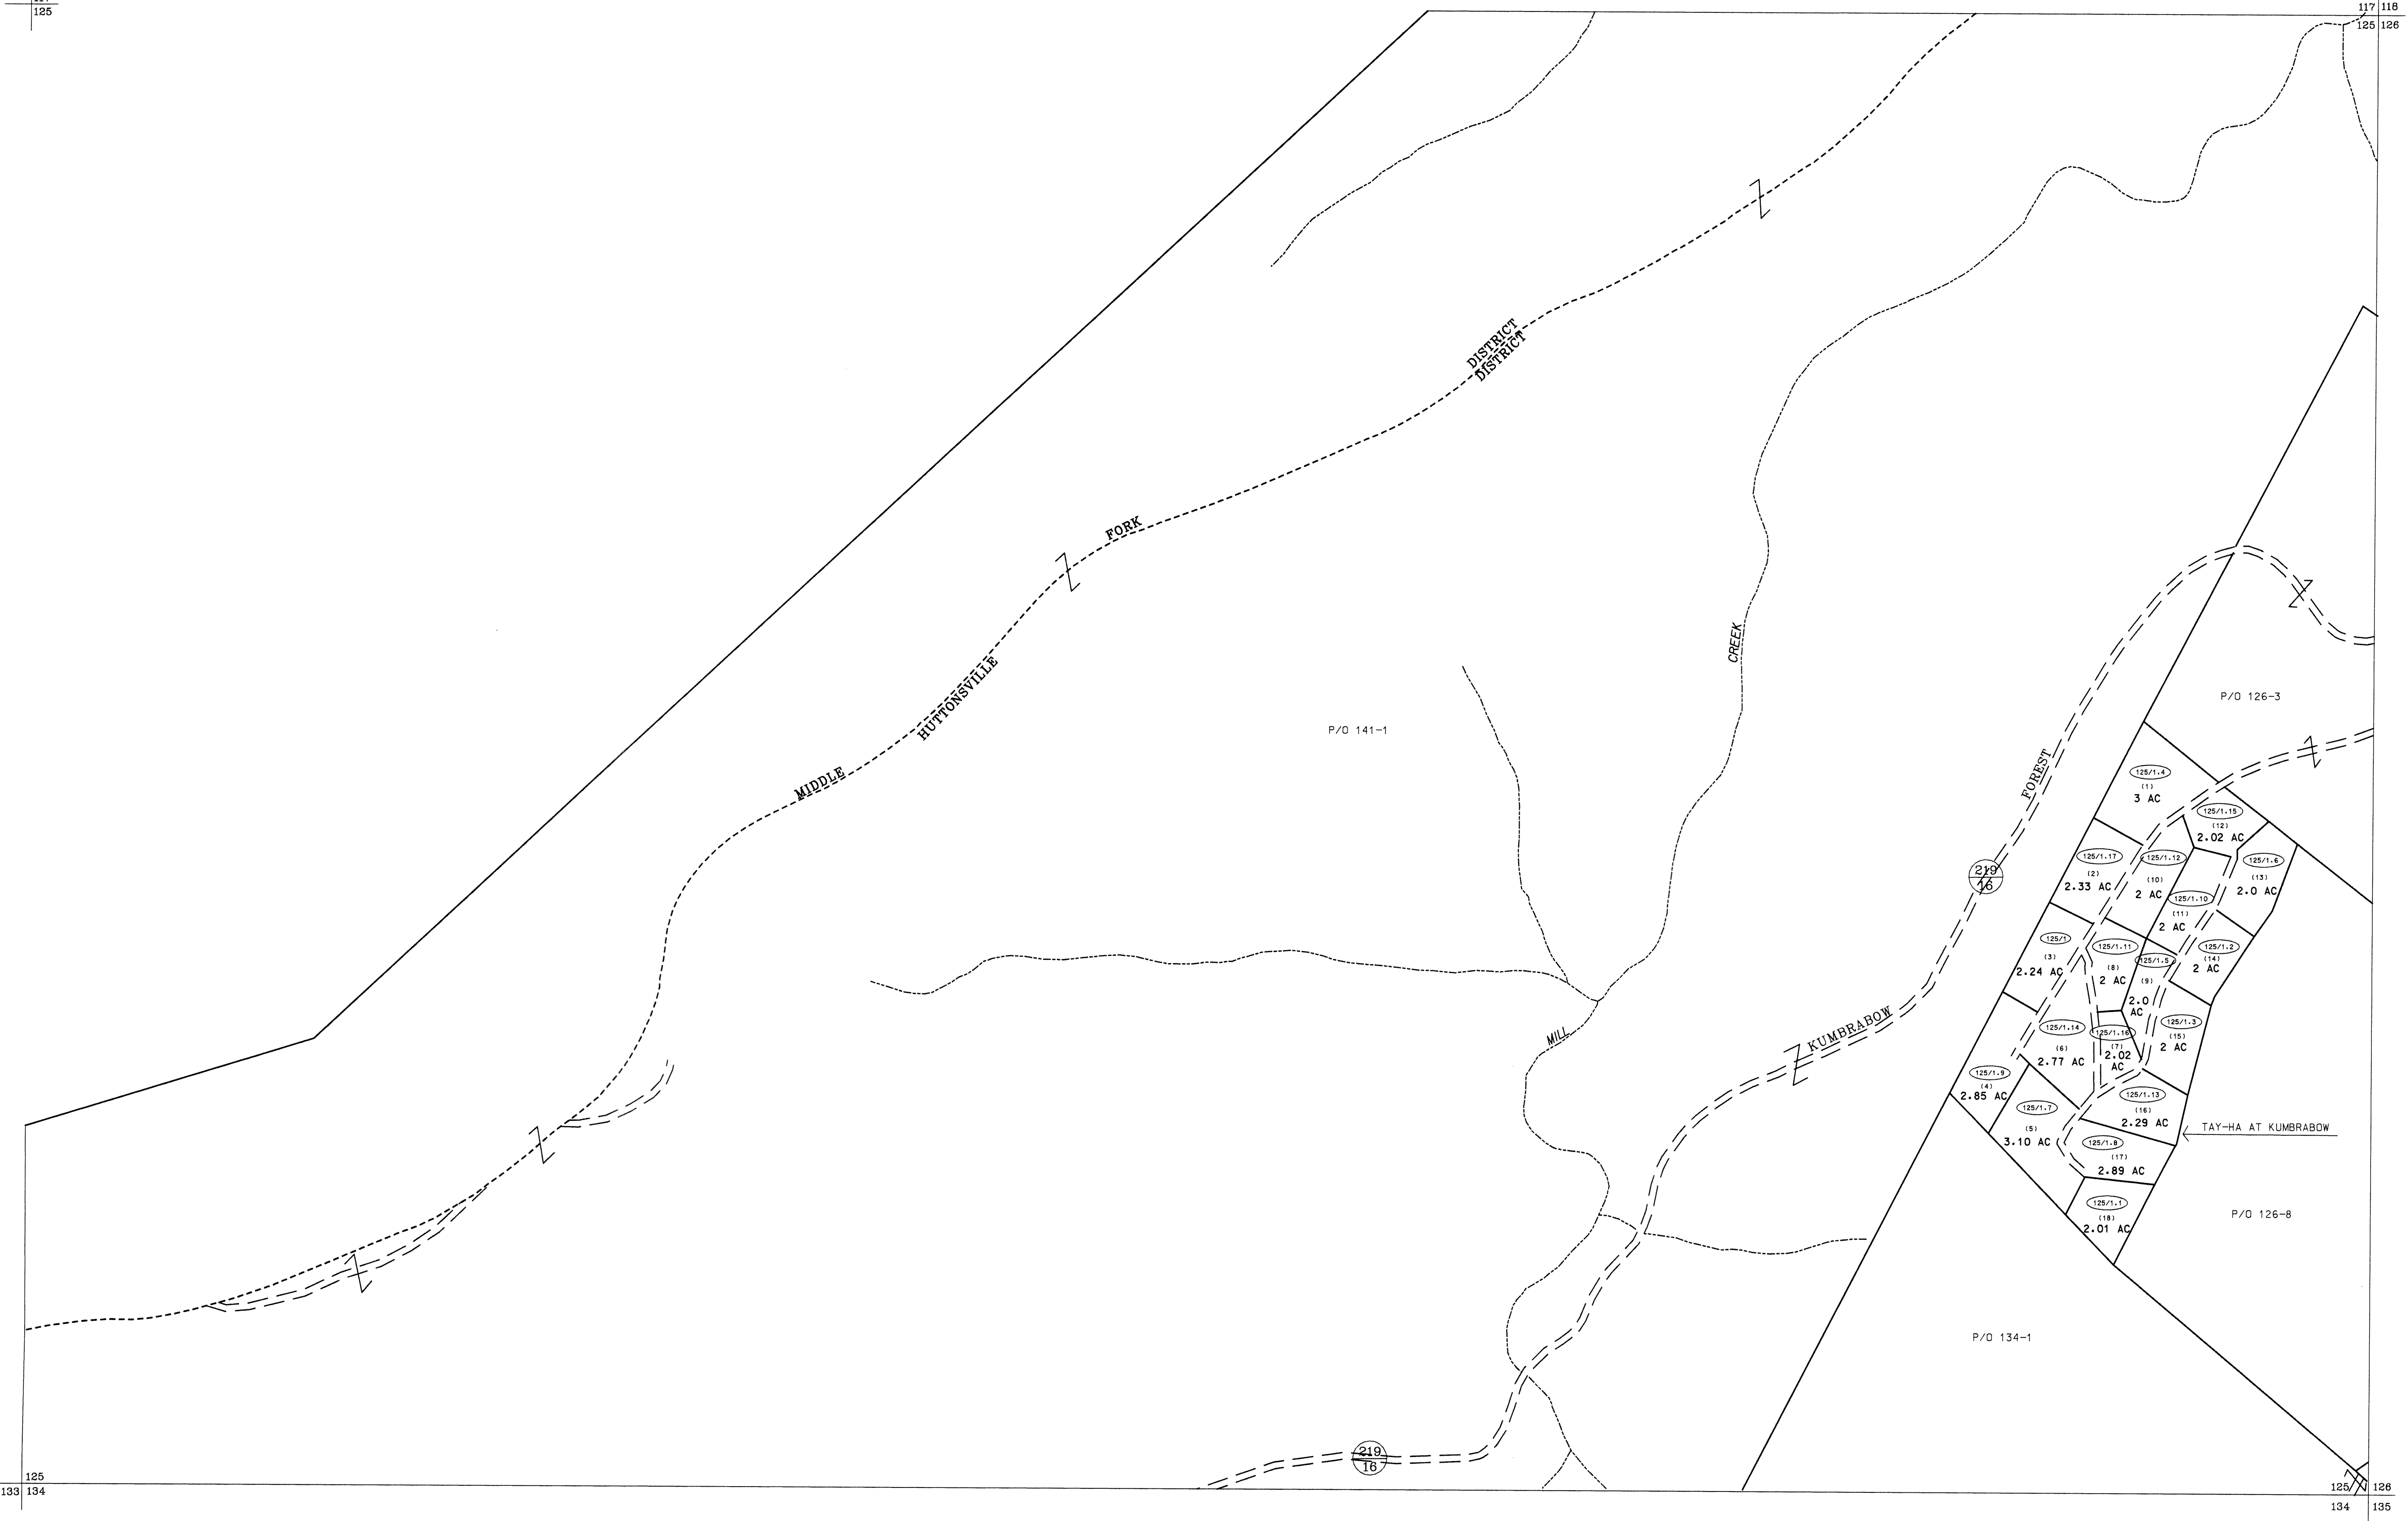 125
117 118
125 126
DISTRICT
DISTRICT
FORK
CREEK
HUTTONSVILLE
P/O 126-3
P/O 141-1
MIDDLE
FOREST
125/1.4
(1)
3 AC
125/1.15
(12)
2.02 AC
125/1.17
(2)
2.33 AC
125/1.12
(10)
2 AC
125/1.6
(13)
2.0 AC
219
16
125/1.10
(11)
2 AC
125/1
(3)
2.24 AC
125/1.11
(8)
2 AC
125/1.5
(9)
2.0
AC
125/1.2
(14)
2 AC
MILL
KUMBRABOW
125/1.14
(6)
2.77 AC
125/1.16
(7)
2.02
AC
125/1.3
(15)
2 AC
125/1.9
(4)
2.85 AC
125/1.7
(5)
3.10 AC
125/1.13
(16)
2.29 AC
TAY-HA AT KUMBRABOW
125/1.8
(17)
2.89 AC
125/1.1
(18)
2.01 AC
P/O 126-8
P/O 134-1
219
16
125
133 134
125 126
134 135